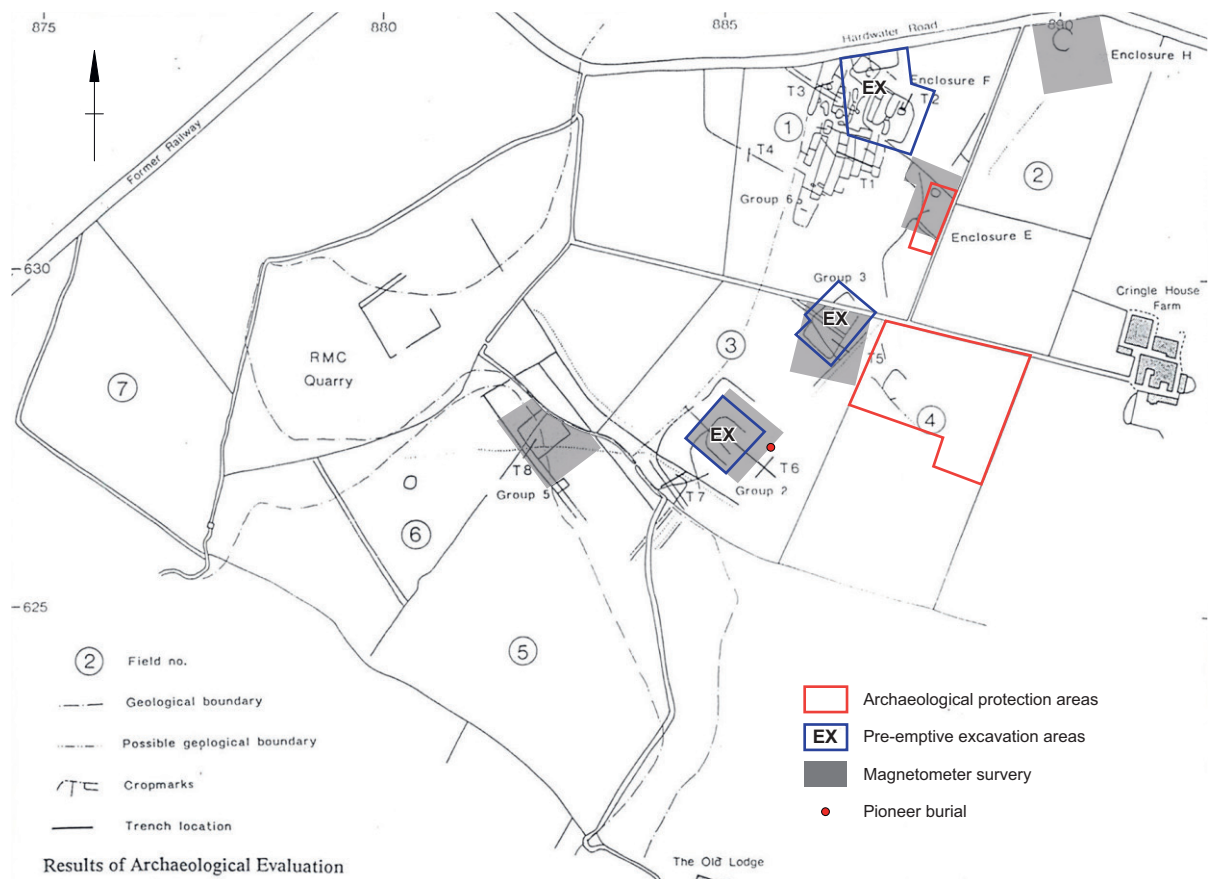 875
880
885
890
Hardwater Road
Enclosure H
EX
Enclosure F
T3
T2
1
Former Railway
T4
T1
2
Group 6
Enclosure E
630
Group 3
Cringle House
Farm
EX
RMC
Quarry
3
T5
7
4
EX
T8
T6
Group 5
T7
Group 2
6
625
5
2 Field no.
Geological boundary
Possible geological boundary
Cropmarks
Trench location
Results of Archaeological Evaluation
Archaeological protection areas
EX Pre-emptive excavation areas
Magnetometer survery
Pioneer burial
The Old Lodge